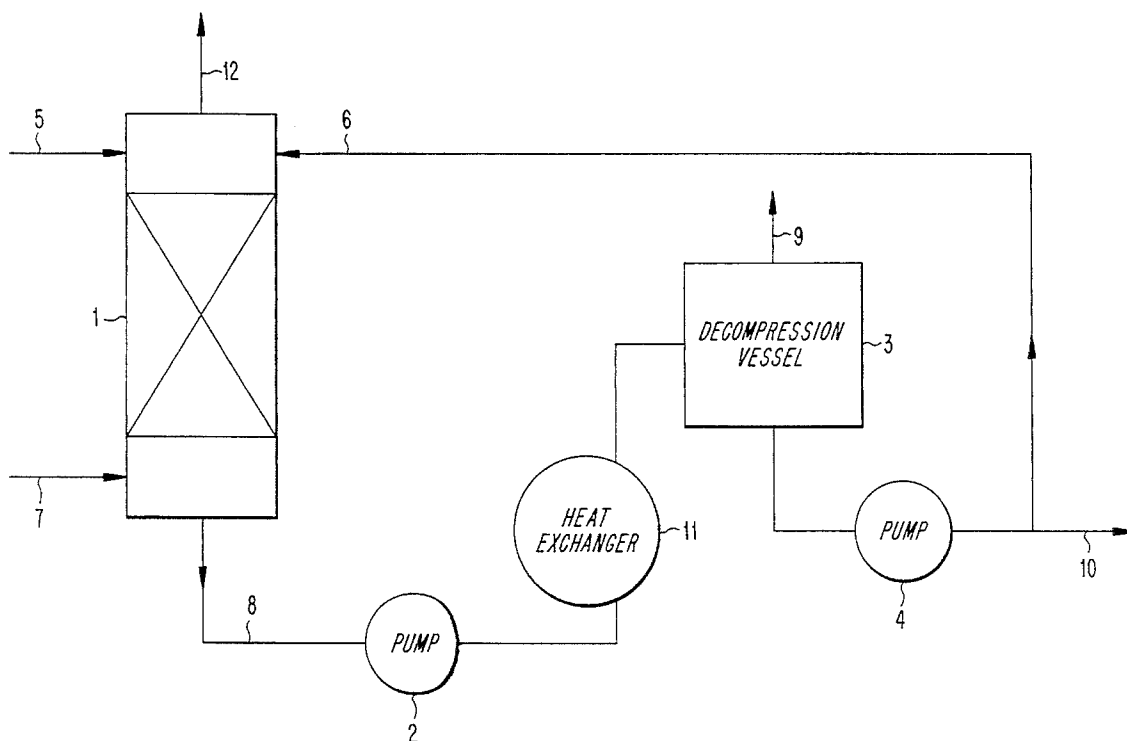 12
5
6
9
1
DECOMPRESSION
VESSEL
3
7
HEAT
EXCHANGER
11
PUMP
10
4
8
PUMP
2